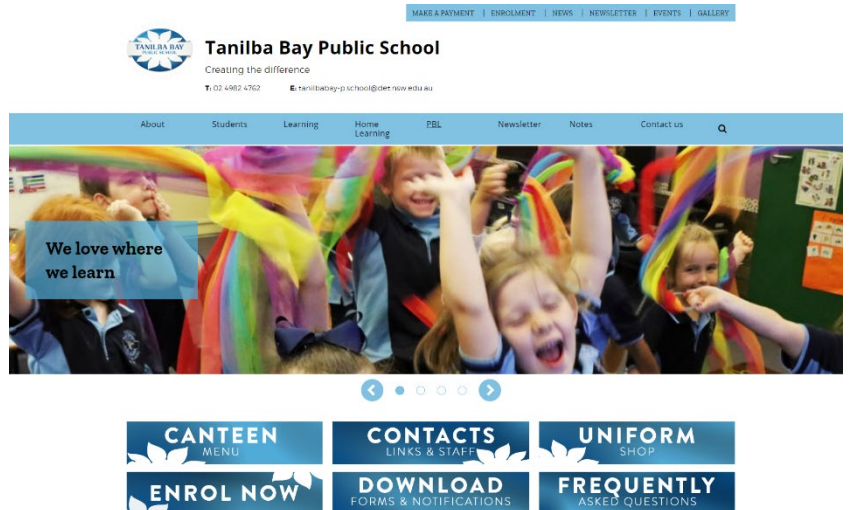 MAKE A PAYMENT | ENROLMENT | NEWS | NEWSLETTER | EVENTS | GALLERY
TANILBA BAY
PUBLIC SCHOOL
Tanilba Bay Public School
Creating the difference
T: 02 4982 4762 E: tanilbabay-p.school@det.nsw.edu.au
About Students Learning Home Learning PBL Newsletter Notes Contact us
We love where
we learn
CANTEEN
MENU
CONTACTS
LINKS & STAFF
UNIFORM
SHOP
ENROL NOW
DOWNLOAD
FORMS & NOTIFICATIONS
FREQUENTLY
ASKED QUESTIONS